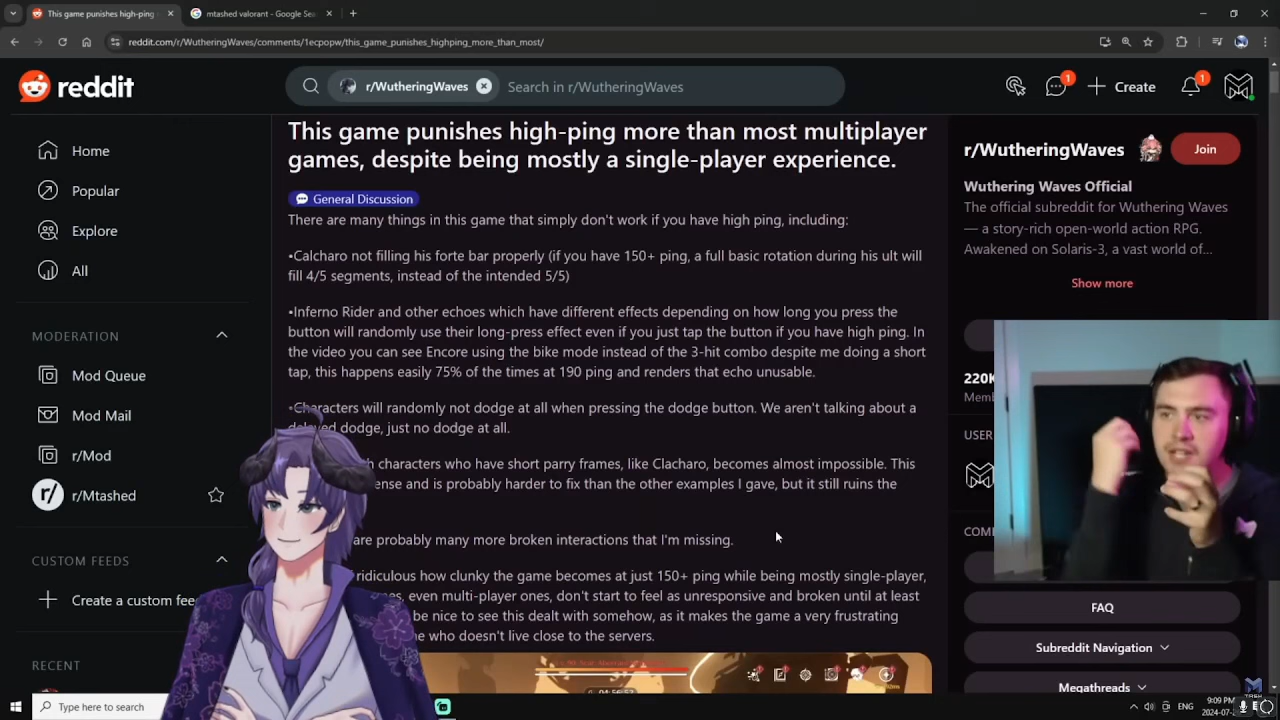 This game punishes high-ping
mtashed valorant - Google Sea
reddit.com/r/WutheringWaves/comments/1ecpopw/this_game_punishes_highping_more_than_most/
reddit
r/WutheringWaves
Search in r/WutheringWaves
1
Create
1
Home
Popular
Explore
All
MODERATION
Mod Queue
Mod Mail
r/Mod
r/
r/Mtashed
CUSTOM FEEDS
Create a custom fee
RECENT
This game punishes high-ping more than most multiplayer
games, despite being mostly a single-player experience.
General Discussion
There are many things in this game that simply don't work if you have high ping, including:
•Calcharo not filling his forte bar properly (if you have 150+ ping, a full basic rotation during his ult will
fill 4/5 segments, instead of the intended 5/5)
•Inferno Rider and other echoes which have different effects depending on how long you press the
button will randomly use their long-press effect even if you just tap the button if you have high ping. In
the video you can see Encore using the bike mode instead of the 3-hit combo despite me doing a short
tap, this happens easily 75% of the times at 190 ping and renders that echo unusable.
•Characters will randomly not dodge at all when pressing the dodge button. We aren't talking about a
delayed dodge, just no dodge at all.
characters who have short parry frames, like Clacharo, becomes almost impossible. This
ense and is probably harder to fix than the other examples I gave, but it still ruins the
are probably many more broken interactions that I'm missing.
ridiculous how clunky the game becomes at just 150+ ping while being mostly single-player,
even multi-player ones, don't start to feel as unresponsive and broken until at least
be nice to see this dealt with somehow, as it makes the game a very frustrating
who doesn't live close to the servers.
r/WutheringWaves
Join
Wuthering Waves Official
The official subreddit for Wuthering Waves
— a story-rich open-world action RPG.
Awakened on Solaris-3, a vast world of...
Show more
220K
Mem
USER
COM
FAQ
Subreddit Navigation
Megathreads
Type here to search
ENG
9:09 PM